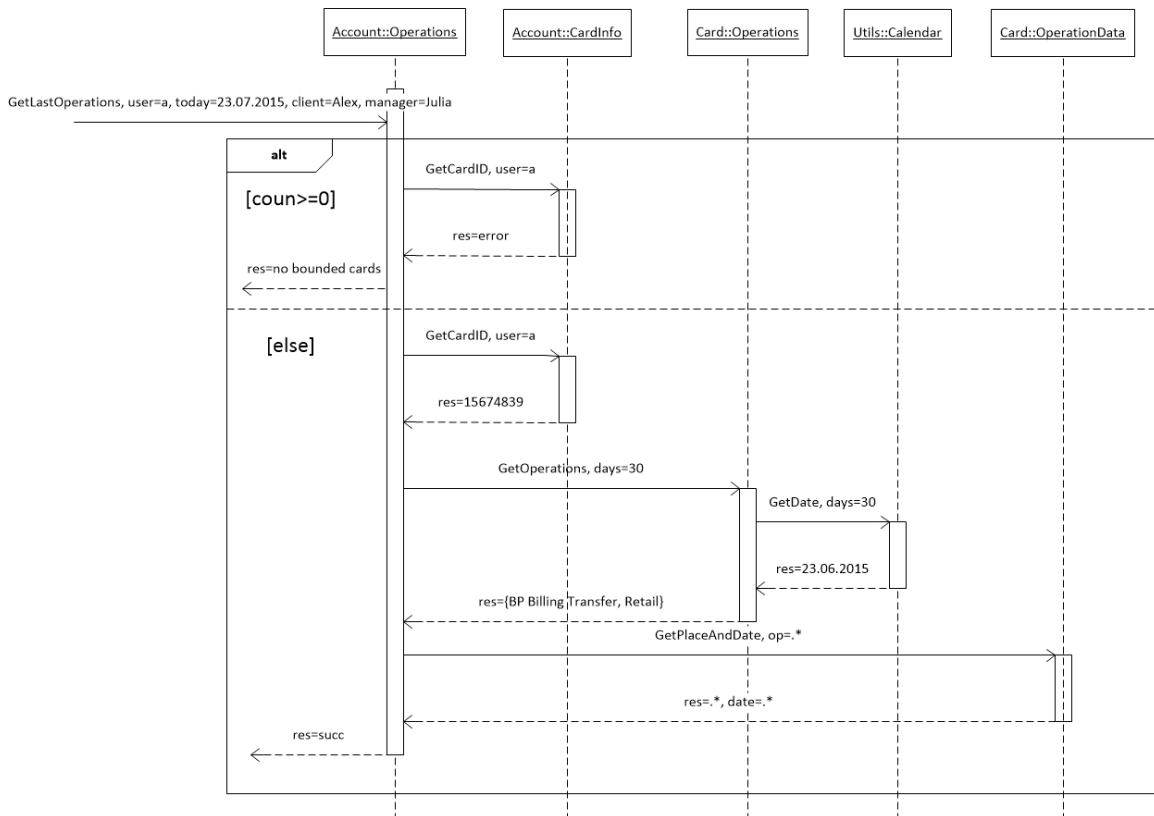 Account::Operations
Account::CardInfo
Card::Operations
Utils::Calendar
Card::OperationData
GetLastOperations, user=a, today=23.07.2015, client=Alex, manager=Julia
alt
GetCardID, user=a
[coun>=0]
res=error
res=no bounded cards
GetCardID, user=a
[else]
res=15674839
GetOperations, days=30
GetDate, days=30
res=23.06.2015
res={BP Billing Transfer, Retail}
GetPlaceAndDate, op=.*
res=.*, date=.*
res=succ